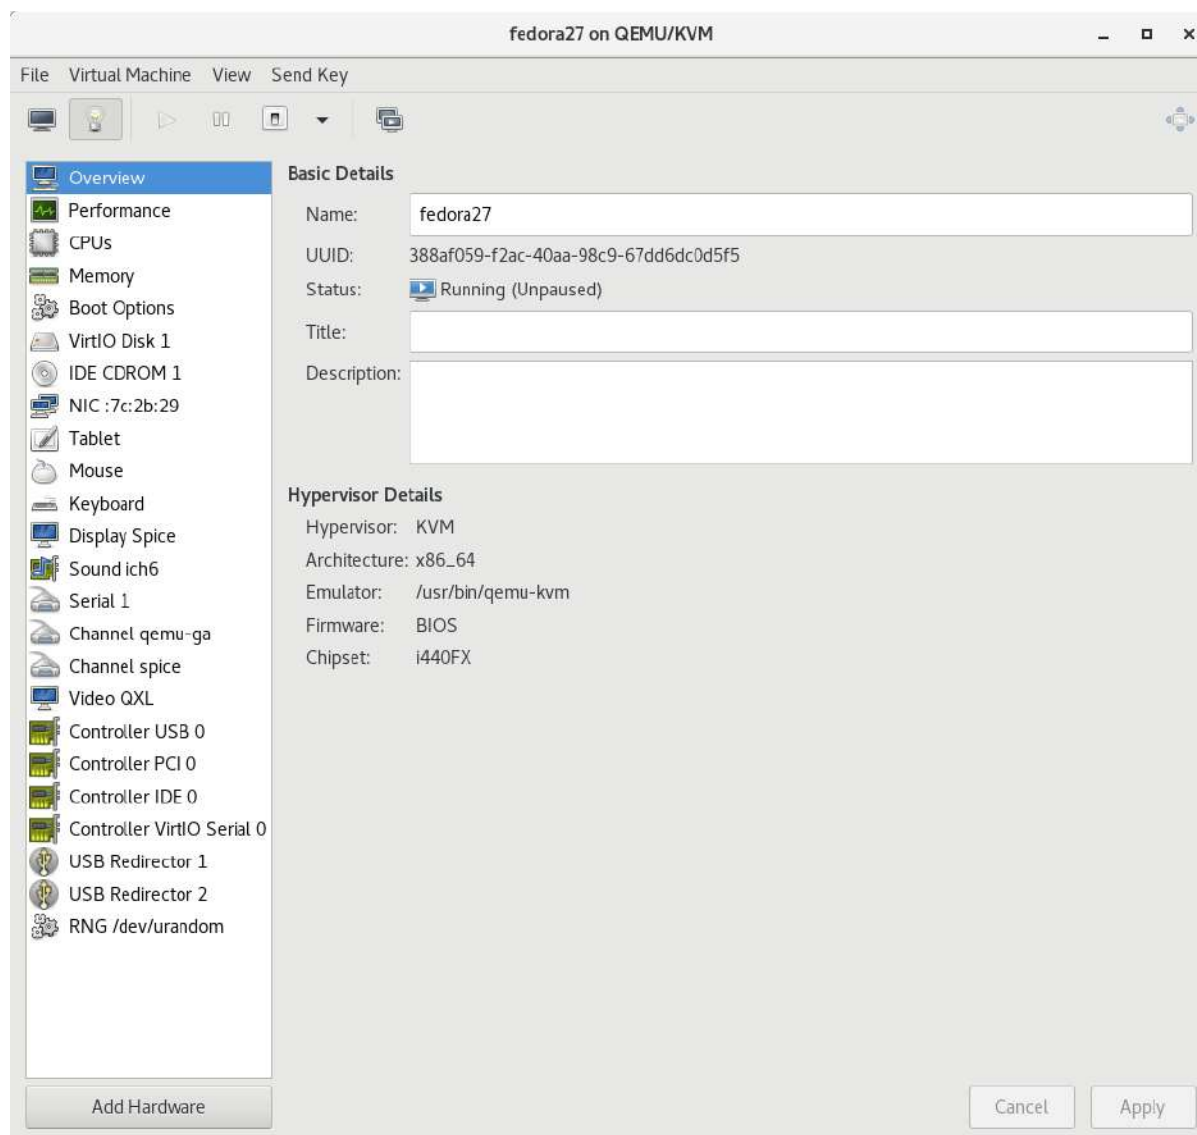 fedora27 on QEMU/KVM
File Virtual Machine View Send Key
Overview
Performance
CPUs
Memory
Boot Options
VirtIO Disk 1
IDE CDROM 1
NIC :7c:2b:29
Tablet
Mouse
Keyboard
Display Spice
Sound ich6
Serial 1
Channel qemu-ga
Channel spice
Video QXL
Controller USB 0
Controller PCI 0
Controller IDE 0
Controller VirtIO Serial 0
USB Redirector 1
USB Redirector 2
RNG /dev/urandom
Add Hardware
Basic Details
Name: fedora27
UUID: 388af059-f2ac-40aa-98c9-67dd6dc0d5f5
Status: Running (Unpaused)
Title:
Description:
Hypervisor Details
Hypervisor: KVM
Architecture: x86_64
Emulator: /usr/bin/qemu-kvm
Firmware: BIOS
Chipset: i440FX
Cancel Apply